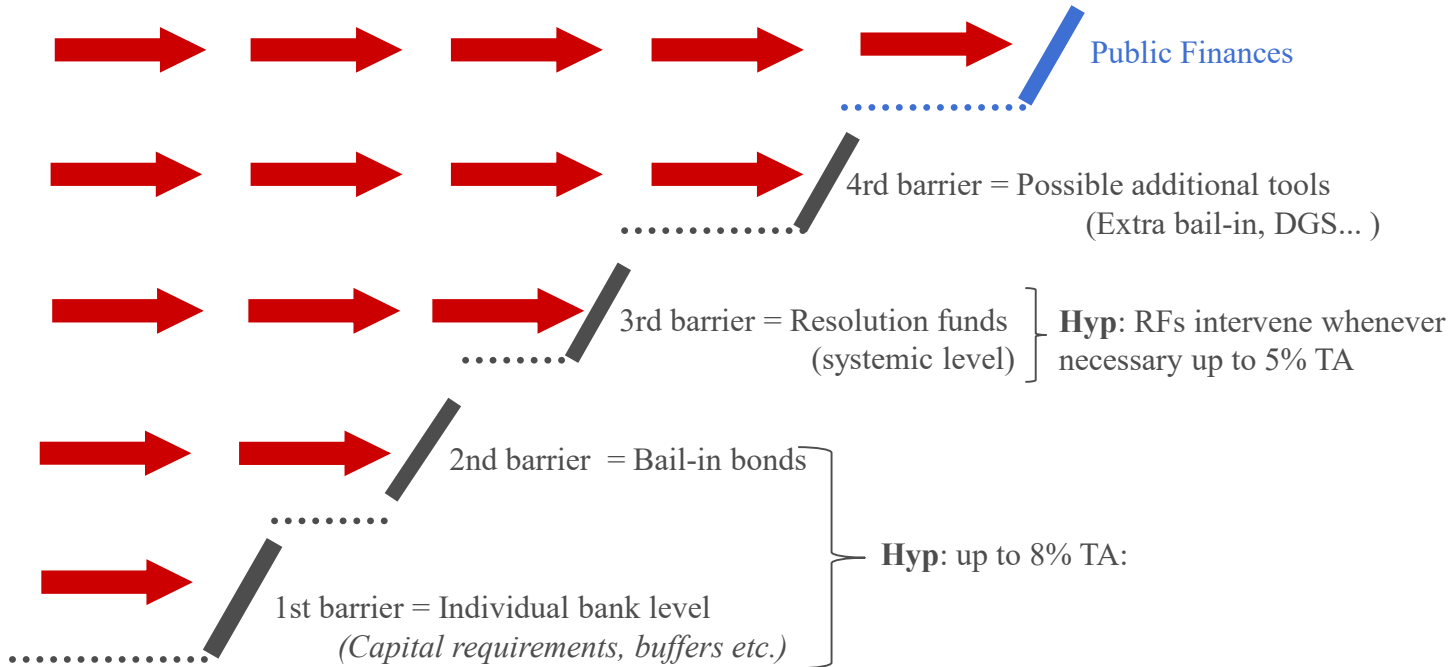 Public Finances
4rd barrier = Possible additional tools
(Extra bail-in, DGS... )
3rd barrier = Resolution funds
(systemic level)
Hyp: RFs intervene whenever
necessary up to 5% TA
2nd barrier = Bail-in bonds
Hyp: up to 8% TA:
1st barrier = Individual bank level
(Capital requirements, buffers etc.)